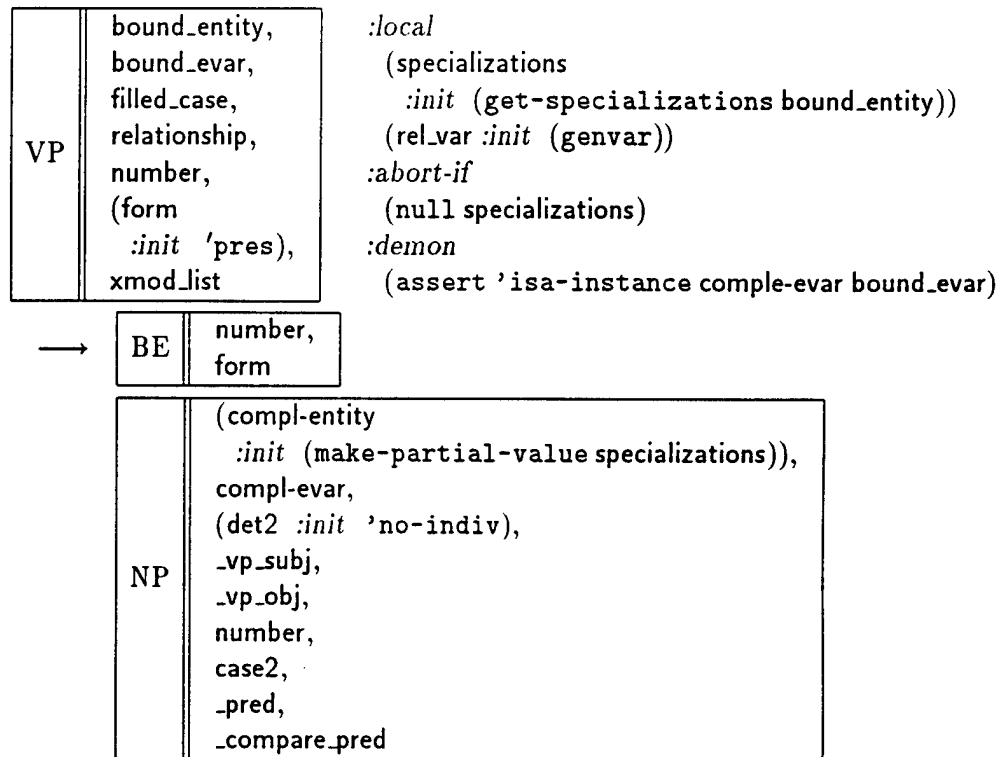 VP
bound_entity,
bound_evar,
filled_case,
relationship,
number,
(form
:init 'pres),
xmod_list
:local
(specializations
:init (get-specializations bound_entity))
(rel_var :init (genvar))
:abort-if
(null specializations)
:demon
(assert 'isa-instance comple-evar bound_evar)
⟶
BE
number,
form
NP
(compl-entity
:init (make-partial-value specializations)),
compl-evar,
(det2 :init 'no-indiv),
_vp_subj,
_vp_obj,
number,
case2,
_pred,
_compare_pred